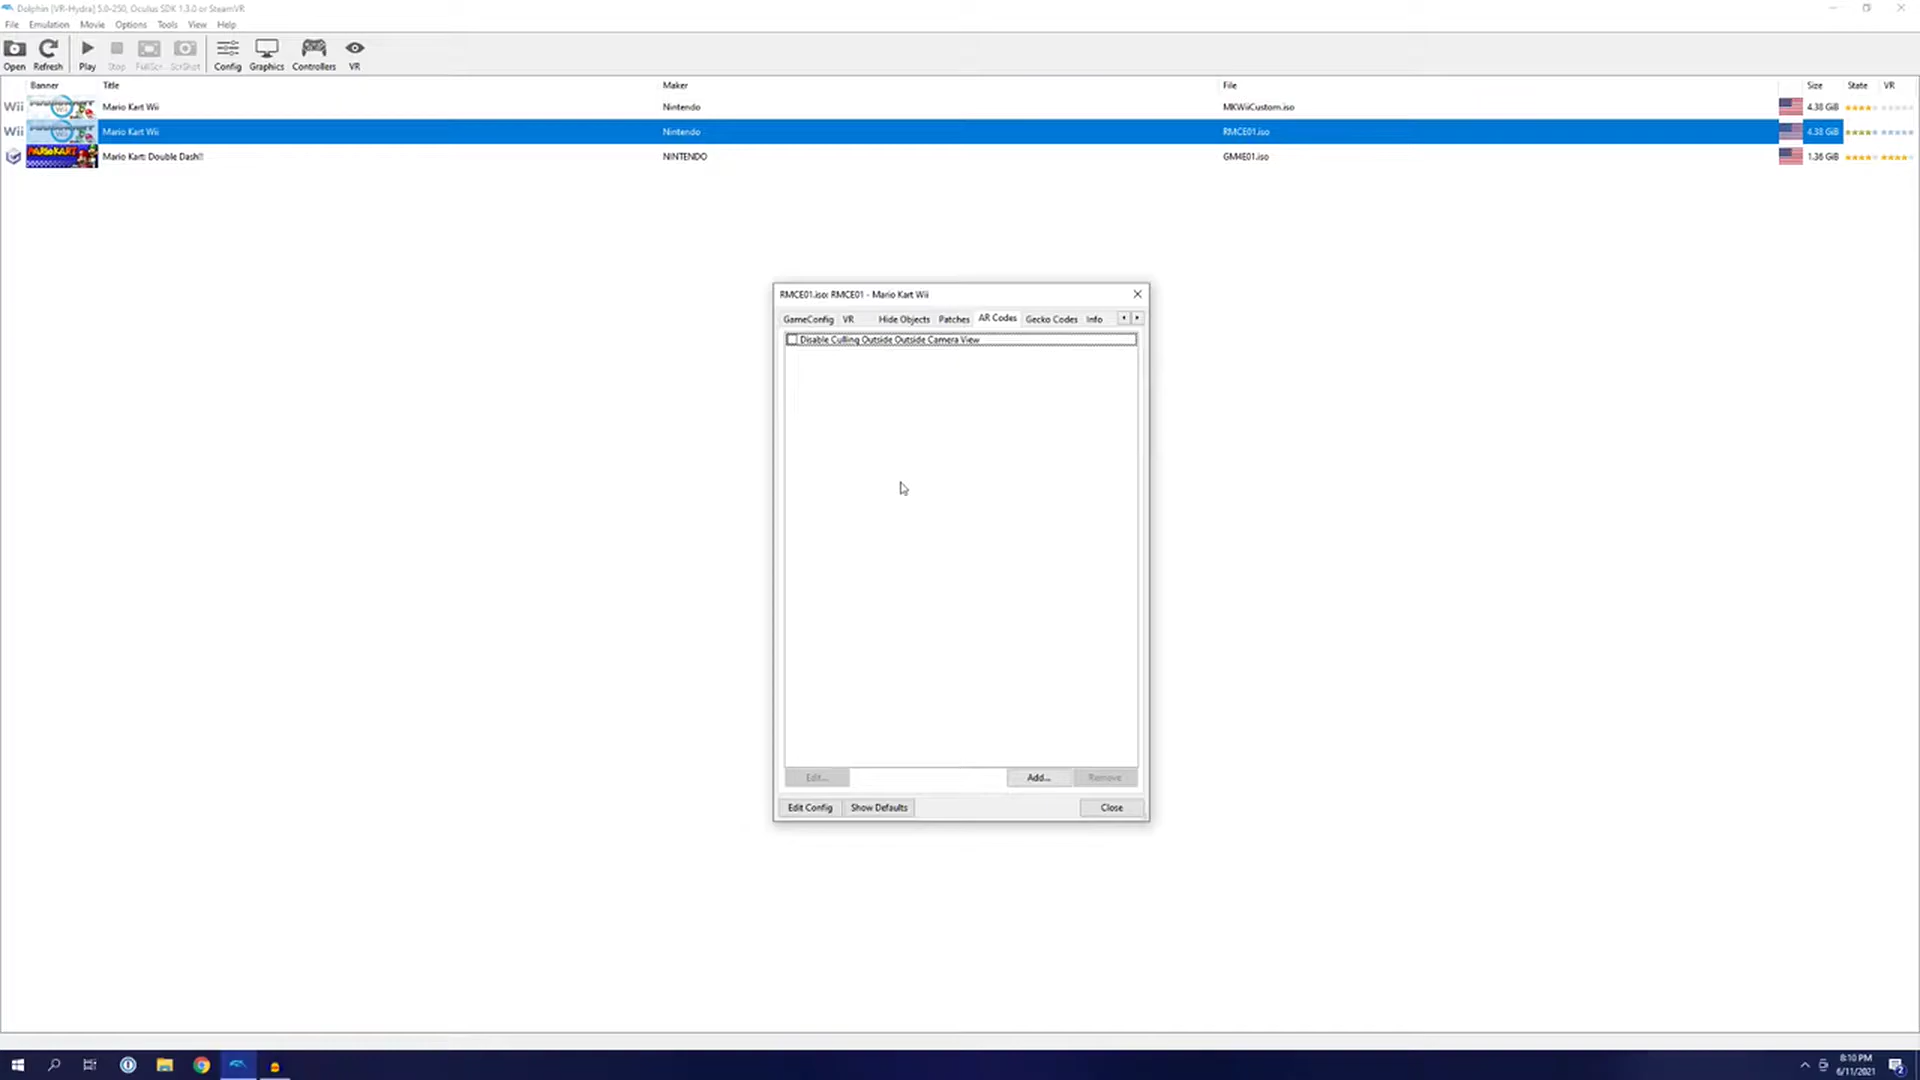 Dolphin [VR-Hydra] 5.0-250, Oculus SDK 1.3.0 or SteamVR
File Emulation Movie Options Tools View Help
Open Refresh Play Stop FullScr ScrShot Config Graphics Controllers VR
Banner Title Maker File Size State VR
Wii Mario Kart Wii Nintendo MKWiiCustom.iso 4.38 GiB
Wii Mario Kart Wii Nintendo RMCE01.iso 4.38 GiB
MARIOKART Mario Kart: Double Dash!! NINTENDO GM4E01.iso 1.36 GiB
RMCE01.iso: RMCE01 - Mario Kart Wii
GameConfig VR Hide Objects Patches AR Codes Gecko Codes Info
Disable Culling Outside Outside Camera View
Edit... Add... Remove
Edit Config Show Defaults Close
8:10 PM
6/11/2021
2